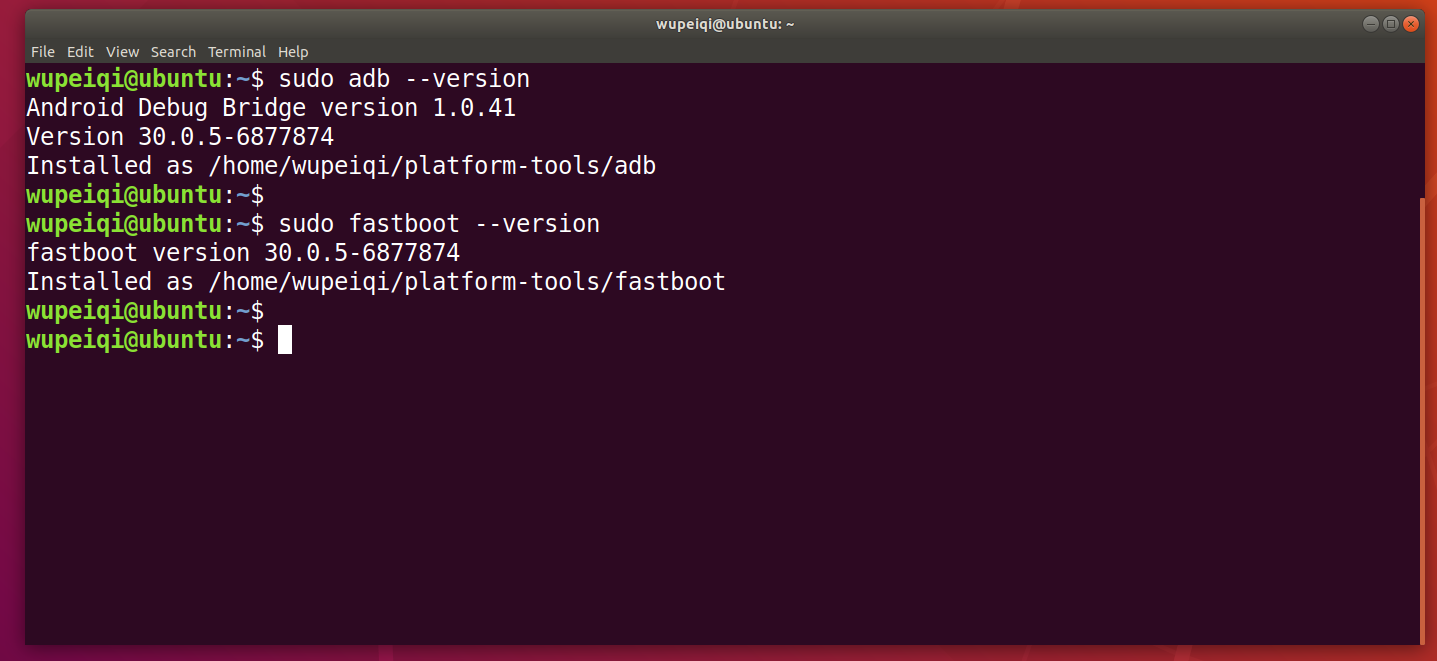 wupeiqi@ubuntu: ~
File Edit View Search Terminal Help
wupeiqi@ubuntu:~$ sudo adb --version
Android Debug Bridge version 1.0.41
Version 30.0.5-6877874
Installed as /home/wupeiqi/platform-tools/adb
wupeiqi@ubuntu:~$
wupeiqi@ubuntu:~$ sudo fastboot --version
fastboot version 30.0.5-6877874
Installed as /home/wupeiqi/platform-tools/fastboot
wupeiqi@ubuntu:~$
wupeiqi@ubuntu:~$